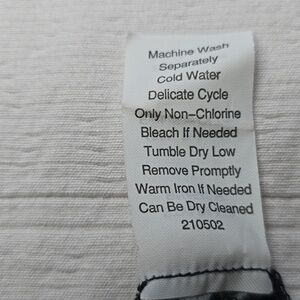 Machine Wash
Separately
Cold Water
Delicate Cycle
Only Non-Chlorine
Bleach If Needed
Tumble Dry Low
Remove Promptly
Warm Iron If Needed
Can Be Dry Cleaned
210502